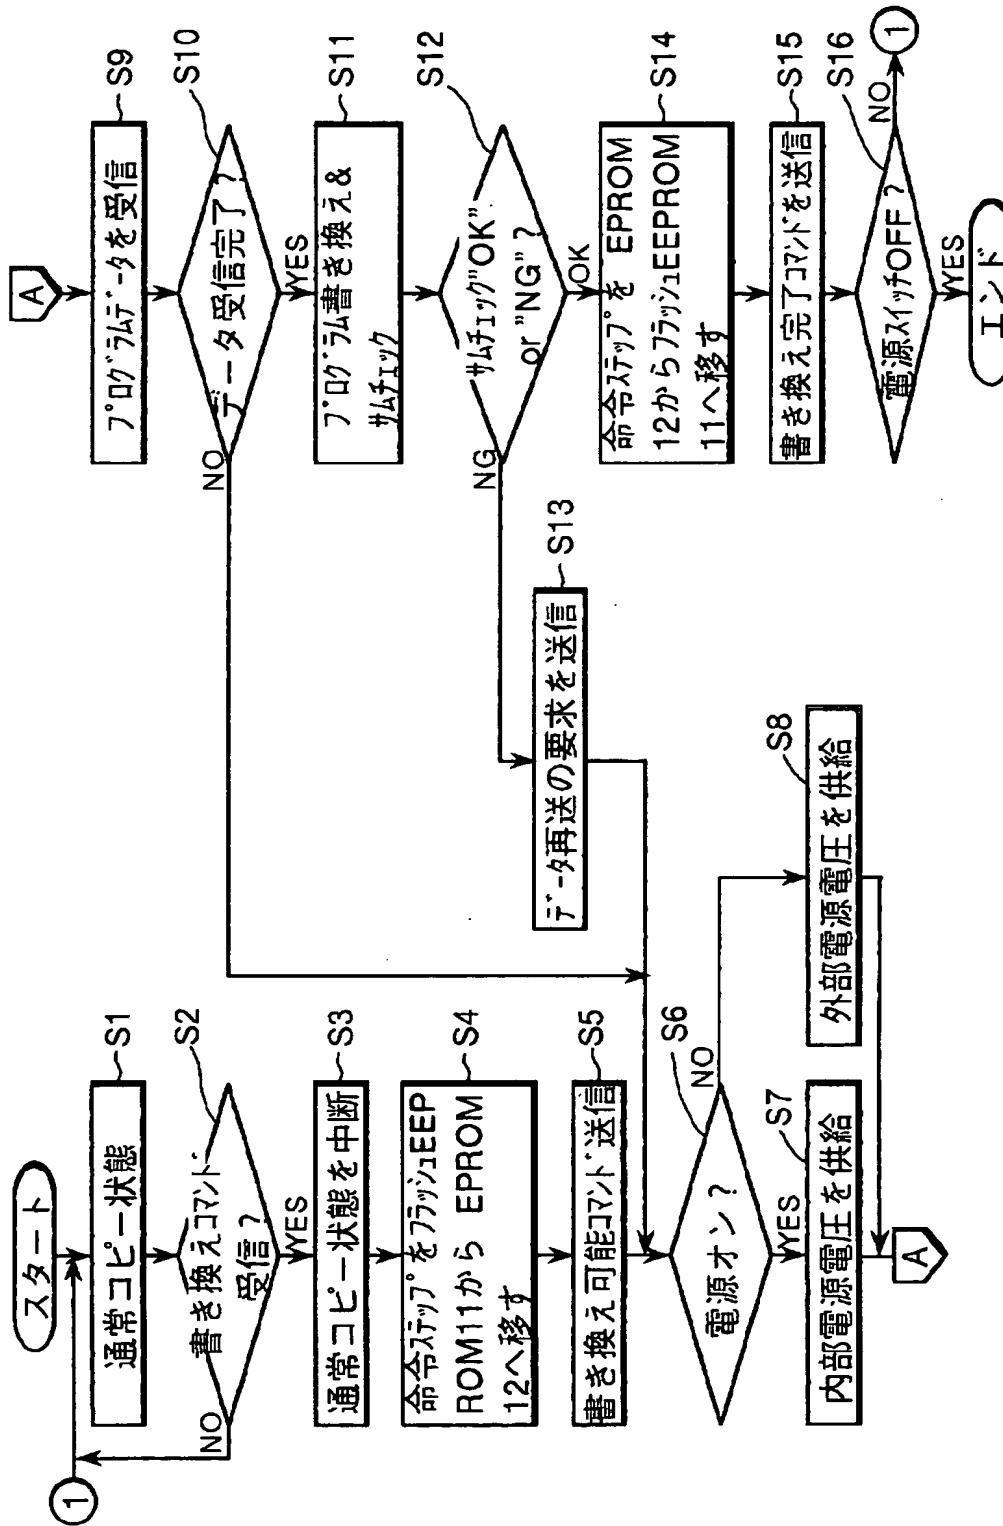 スタート
①
通常コピー状態
S1
書き換えコマンド
受信?
S2
NO
YES
通常コピー状態を中断
S3
命令ステップをフラッシュEEP
ROM11から EPROM
12へ移す
S4
書き換え可能コマンド送信
S5
電源オン?
S6
NO
YES
内部電源電圧を供給
S7
外部電源電圧を供給
S8
A
A
プログラムデータを受信
S9
データ受信完了?
S10
NO
YES
プログラム書き換え&
サムチェック
S11
サムチェック"OK"
or"NG"?
S12
NG
OK
データ再送の要求を送信
S13
命令ステップを EPROM
12からフラッシュEEPROM
11へ移す
S14
書き換え完了コマンドを送信
S15
電源スイッチOFF?
S16
NO
①
YES
エンド